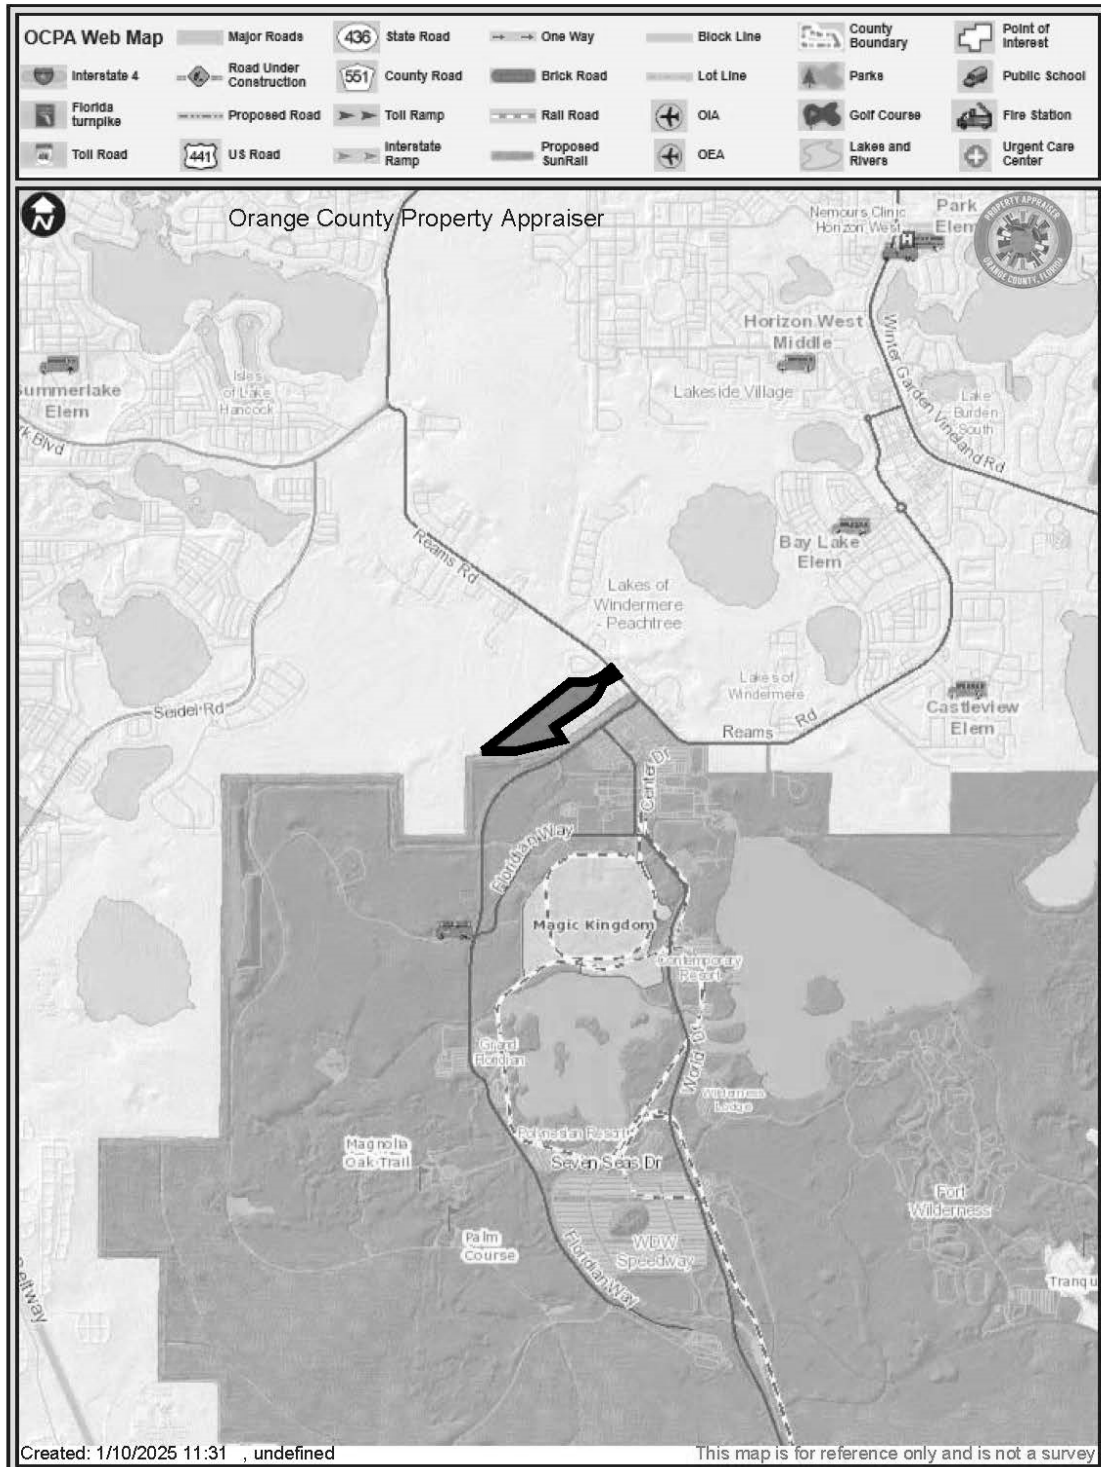 OCPA Web Map
Major Roads
436
State Road
One Way
Block Line
County
Boundary
Point of
Interest
Interstate 4
Road Under
Construction
551
County Road
Brick Road
Lot Line
Parks
Public School
Florida
turnpike
Proposed Road
Toll Ramp
Rail Road
OIA
Golf Course
Fire Station
Toll Road
441
US Road
Interstate
Ramp
Proposed
SunRail
OEA
Lakes and
Rivers
Urgent Care
Center
N
Orange County Property Appraiser
Nemours Clinic
Horizon West
H
Park
Elem
PROPERTY APPRAISER
ORANGE COUNTY, FLORIDA
Horizon West
Middle
Winter Garden Vineland Rd
Summerlake
Elem
Isles
of Lake
Hancock
Lakeside Village
Lake
Burden
South
rk Blvd
Reams Rd
Bay Lake
Elem
Lakes of
Windermere
- Peachtree
Lakes of
Windermere
Seidel Rd
Reams Rd
Castleview
Elem
Center Dr
Floridian Way
Magic Kingdom
Contemporary
Resort
Grand
Floridian
World Dr
Wilderness
Lodge
Polynesian Resort
Magnolia
Oak Trail
Seven Seas Dr
Fort
Wilderness
Palm
Course
WDW
Speedway
Floridian Way
Tranqu
Beltway
Created: 1/10/2025 11:31 , undefined
This map is for reference only and is not a survey